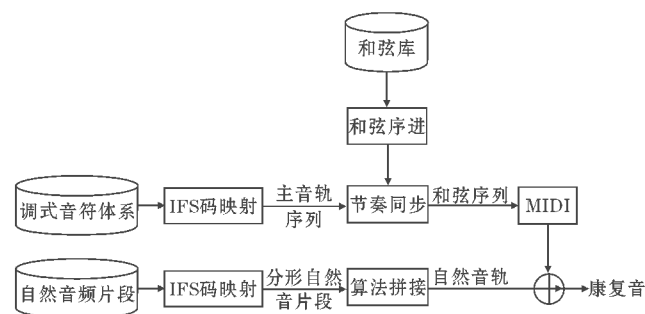 和弦库
和弦序进
调式音符体系
IFS码映射
主音轨
序列
节奏同步
和弦序列
MIDI
自然音频片段
IFS码映射
分形自然
音片段
算法拼接
自然音轨
康复音